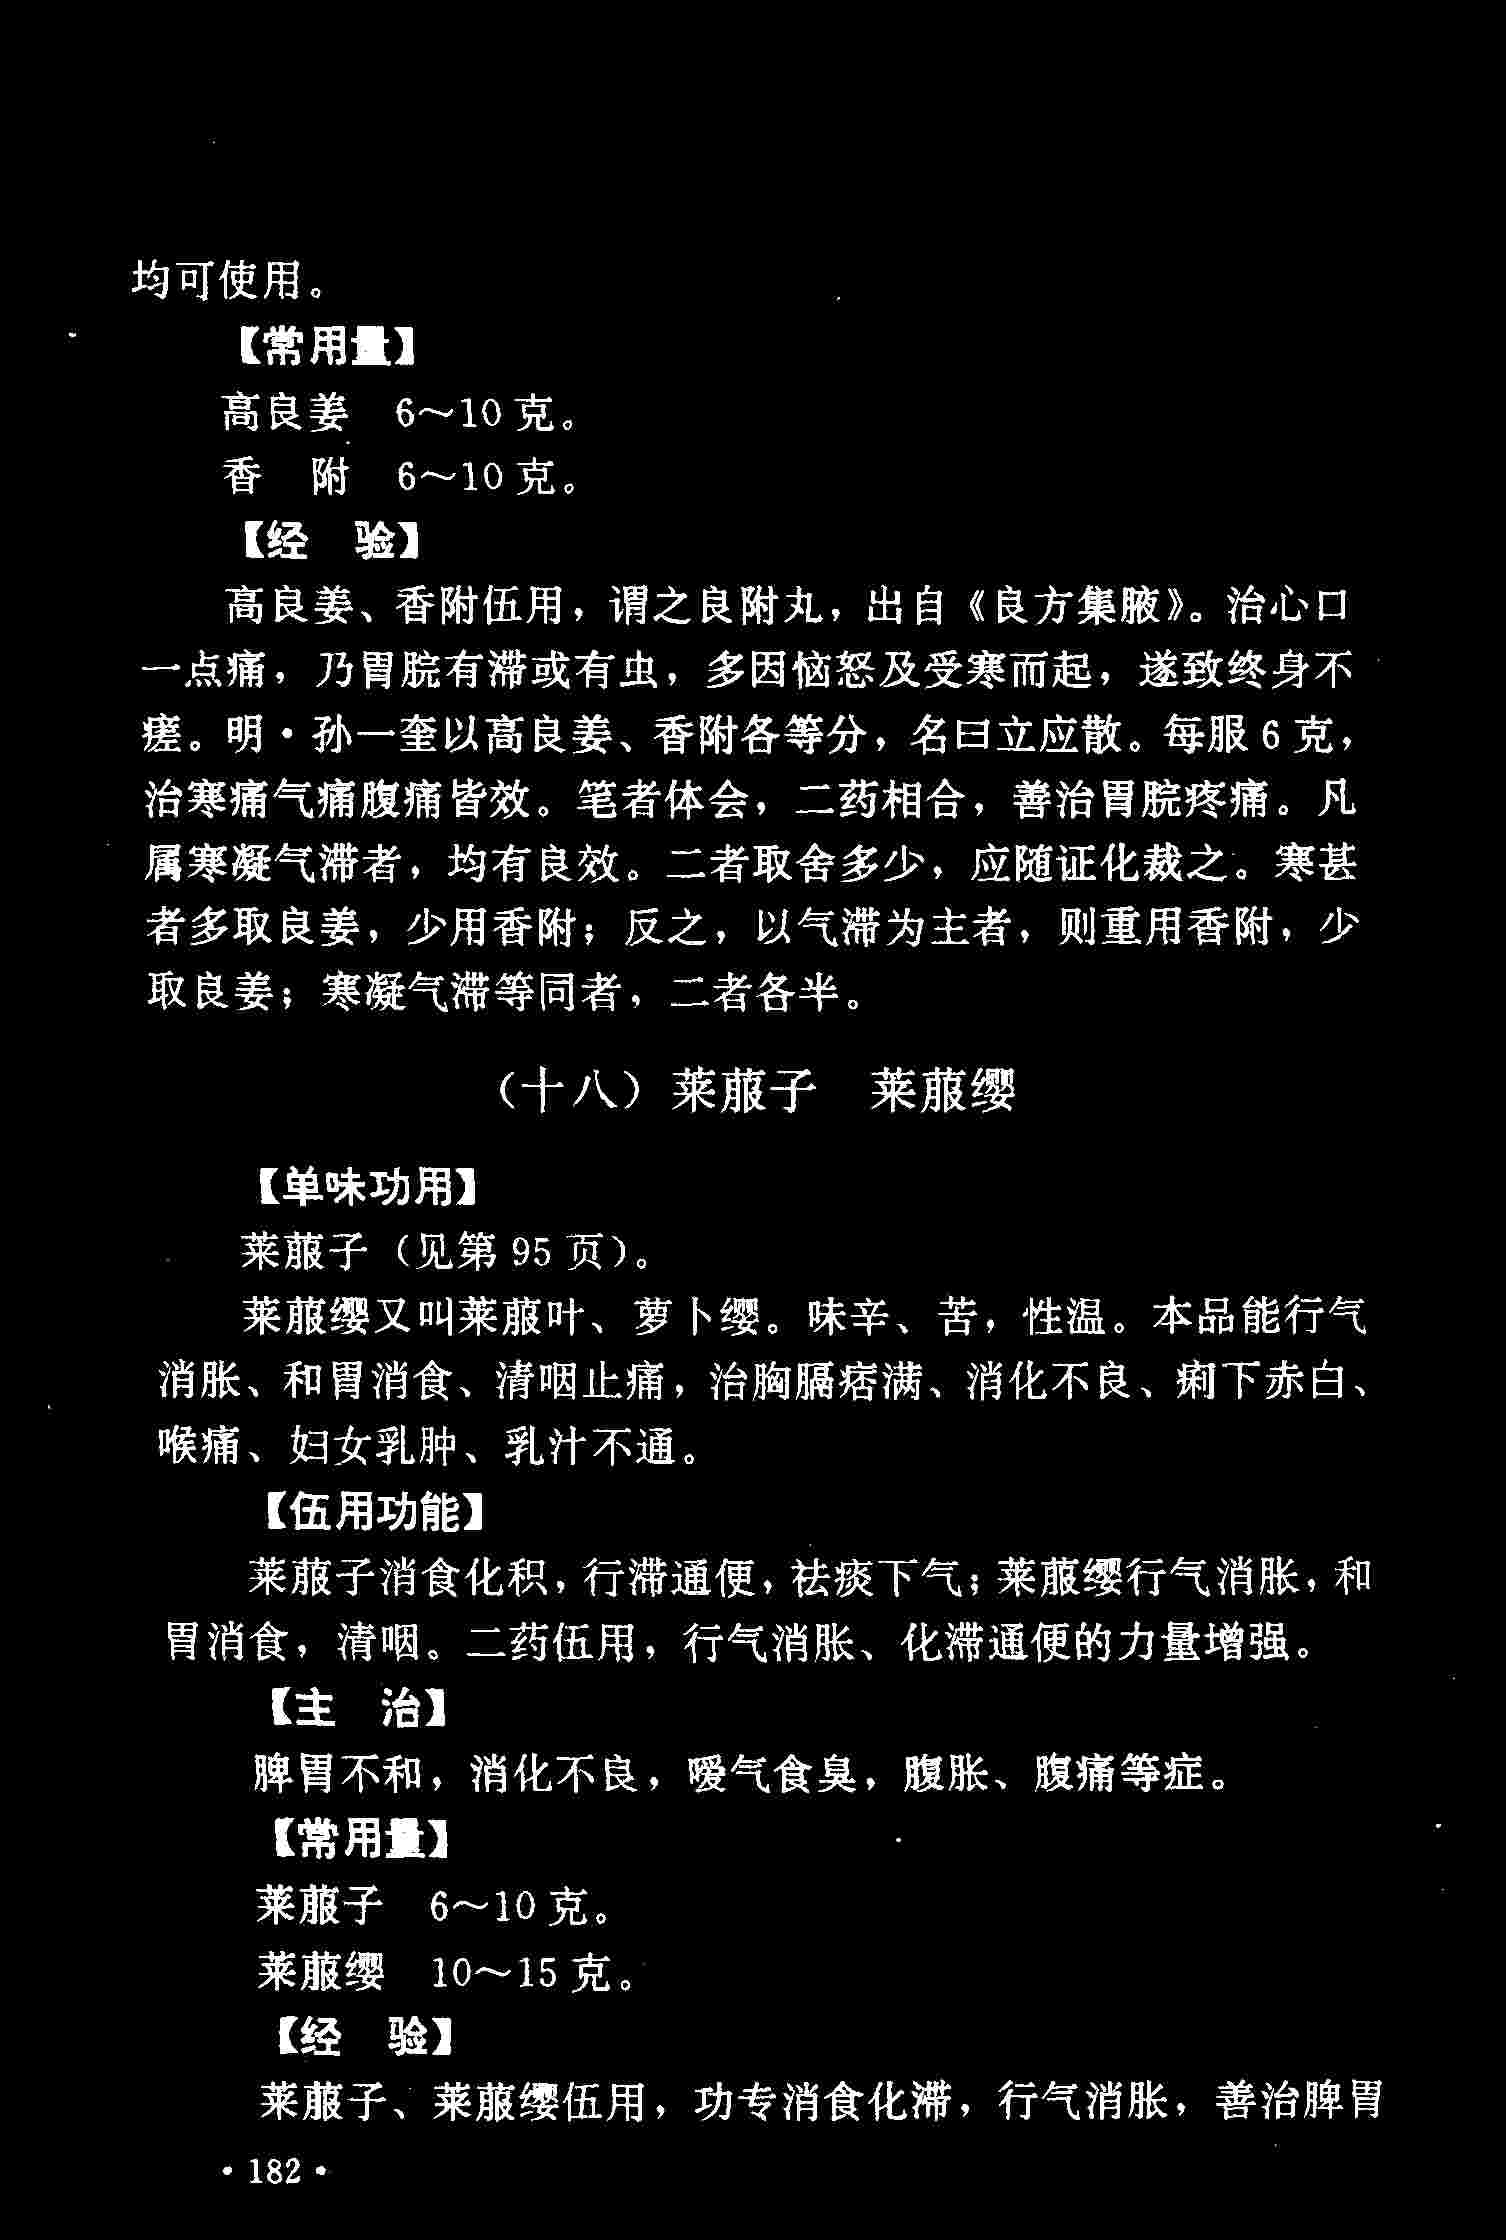 均可使用。
【常用量】
高良姜　6～10克。
香　附　6～10克。
【经　验】
高良姜、香附伍用，谓之良附丸，出自《良方集腋》。治心口
一点痛，乃胃脘有滞或有虫，多因恼怒及受寒而起，遂致终身不
瘥。明·孙一奎以高良姜、香附各等分，名曰立应散。每服6克，
治寒痛气痛腹痛皆效。笔者体会，二药相合，善治胃脘疼痛。凡
属寒凝气滞者，均有良效。二者取舍多少，应随证化裁之。寒甚
者多取良姜，少用香附；反之，以气滞为主者，则重用香附，少
取良姜；寒凝气滞等同者，二者各半。
（十八）莱菔子　莱菔缨
【单味功用】
莱菔子（见第95页）。
莱菔缨又叫莱菔叶、萝卜缨。味辛、苦，性温。本品能行气
消胀、和胃消食、清咽止痛，治胸膈痞满、消化不良、痢下赤白、
喉痛、妇女乳肿、乳汁不通。
【伍用功能】
莱菔子消食化积，行滞通便，祛痰下气；莱菔缨行气消胀，和
胃消食，清咽。二药伍用，行气消胀、化滞通便的力量增强。
【主　治】
脾胃不和，消化不良，嗳气食臭，腹胀、腹痛等症。
【常用量】
莱菔子　6～10克。
莱菔缨　10～15克。
【经　验】
莱菔子、莱菔缨伍用，功专消食化滞，行气消胀，善治脾胃
·182·